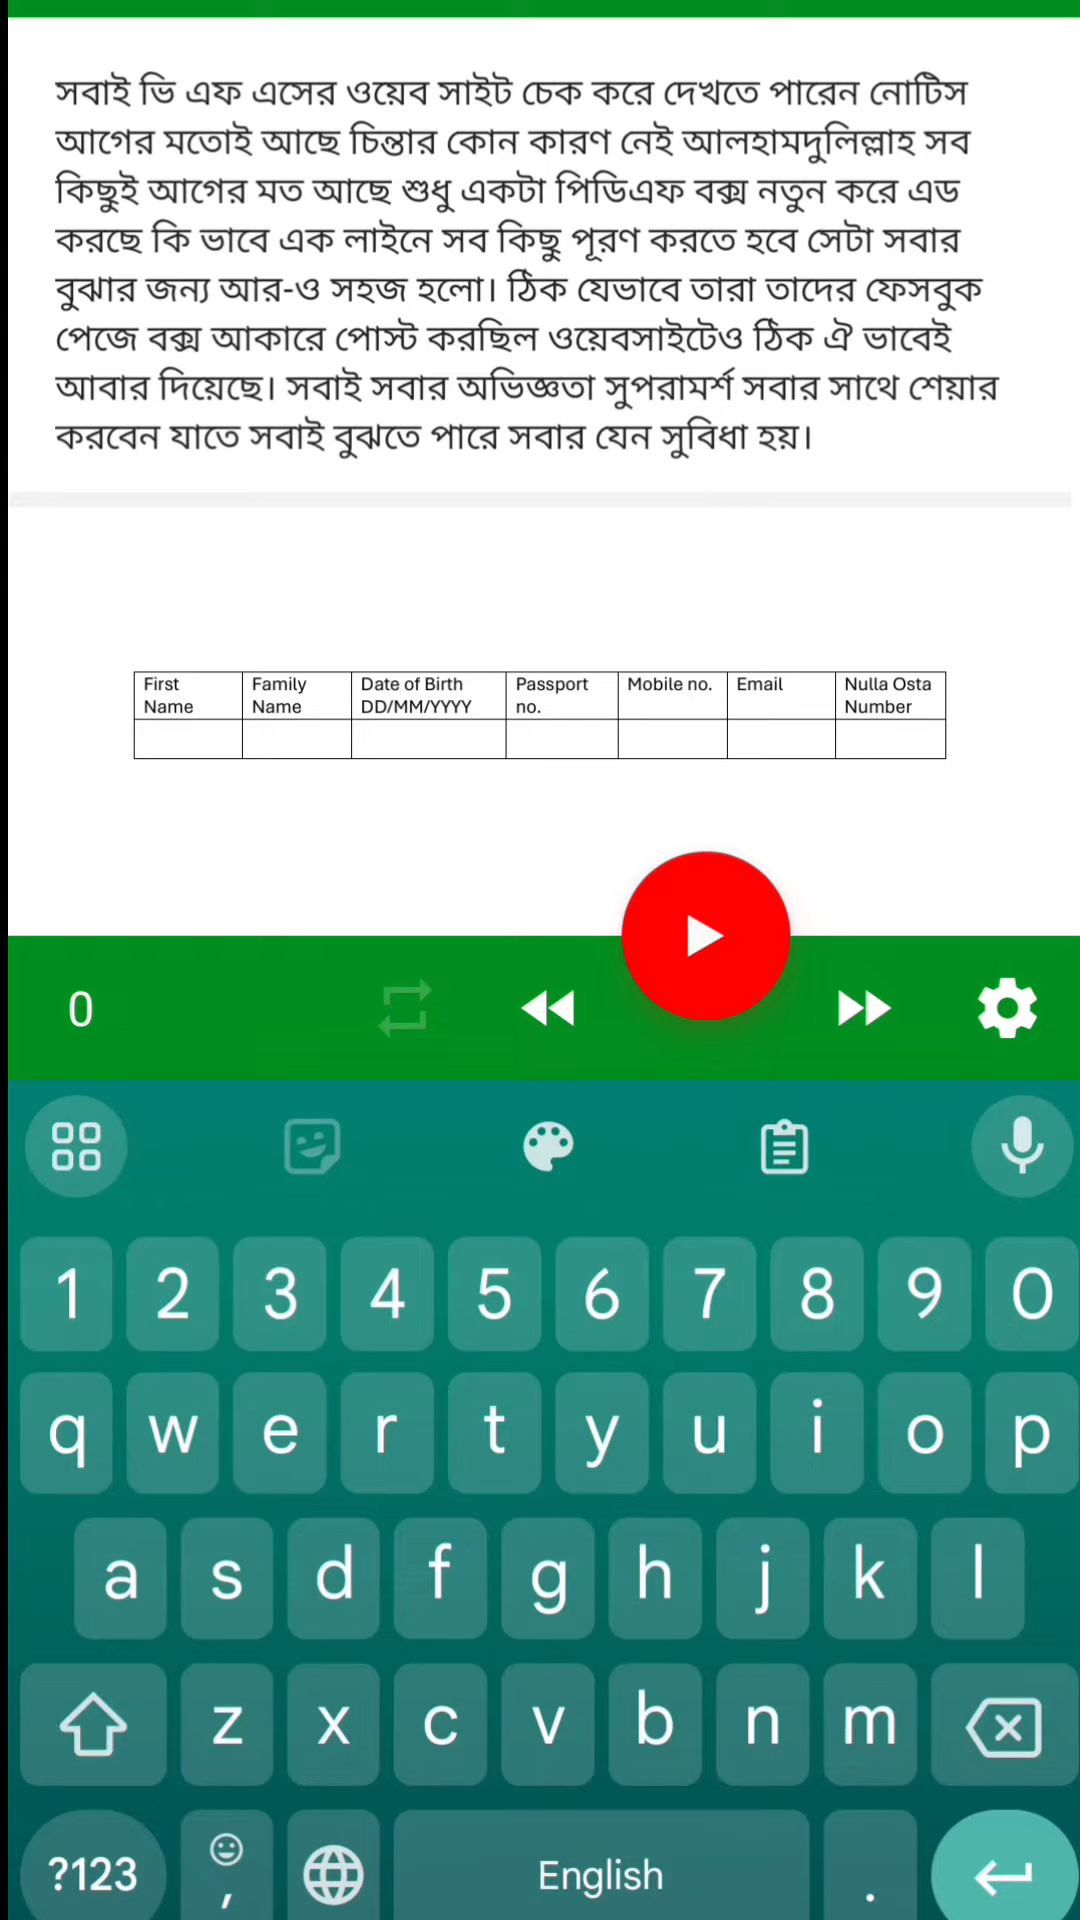 সবাই ভি এফ এসের ওয়েব সাইট চেক করে দেখতে পারেন নোটিস
আগের মতোই আছে চিন্তার কোন কারণ নেই আলহামদুলিল্লাহ সব
কিছুই আগের মত আছে শুধু একটা পিডিএফ বক্স নতুন করে এড
করছে কি ভাবে এক লাইনে সব কিছু পূরণ করতে হবে সেটা সবার
বুঝার জন্য আর-ও সহজ হলো। ঠিক যেভাবে তারা তাদের ফেসবুক
পেজে বক্স আকারে পোস্ট করছিল ওয়েবসাইটেও ঠিক ঐ ভাবেই
আবার দিয়েছে। সবাই সবার অভিজ্ঞতা সুপরামর্শ সবার সাথে শেয়ার
করবেন যাতে সবাই বুঝতে পারে সবার যেন সুবিধা হয়।
First Name	Family Name	Date of Birth DD/MM/YYYY	Passport no.	Mobile no.	Email	Nulla Osta Number
0
1 2 3 4 5 6 7 8 9 0
q w e r t y u i o p
a s d f g h j k l
z x c v b n m
?123 , English .